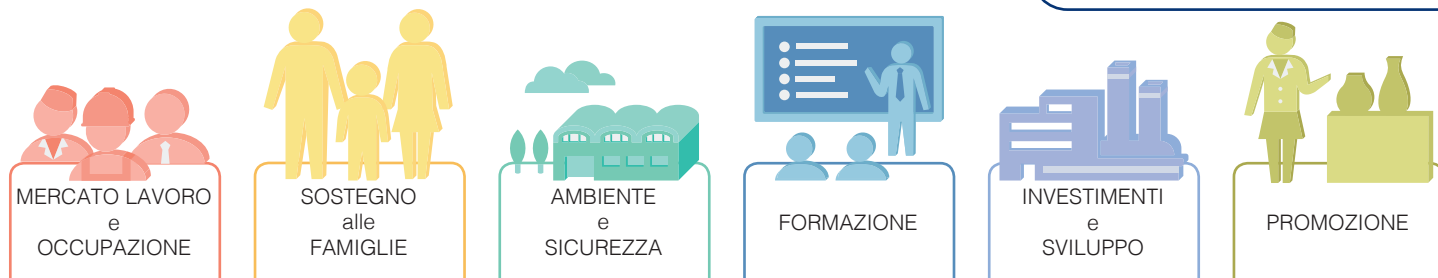 MERCATO LAVORO
e
OCCUPAZIONE
SOSTEGNO
alle
FAMIGLIE
AMBIENTE
e
SICUREZZA
FORMAZIONE
INVESTIMENTI
e
SVILUPPO
PROMOZIONE